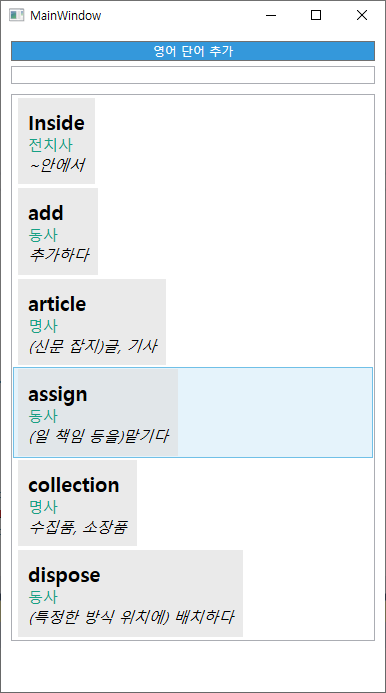 MainWindow
영어 단어 추가
Inside
전치사
~안에서
add
동사
추가하다
article
명사
(신문 잡지)글, 기사
assign
동사
(일 책임 등을)맡기다
collection
명사
수집품, 소장품
dispose
동사
(특정한 방식 위치에) 배치하다